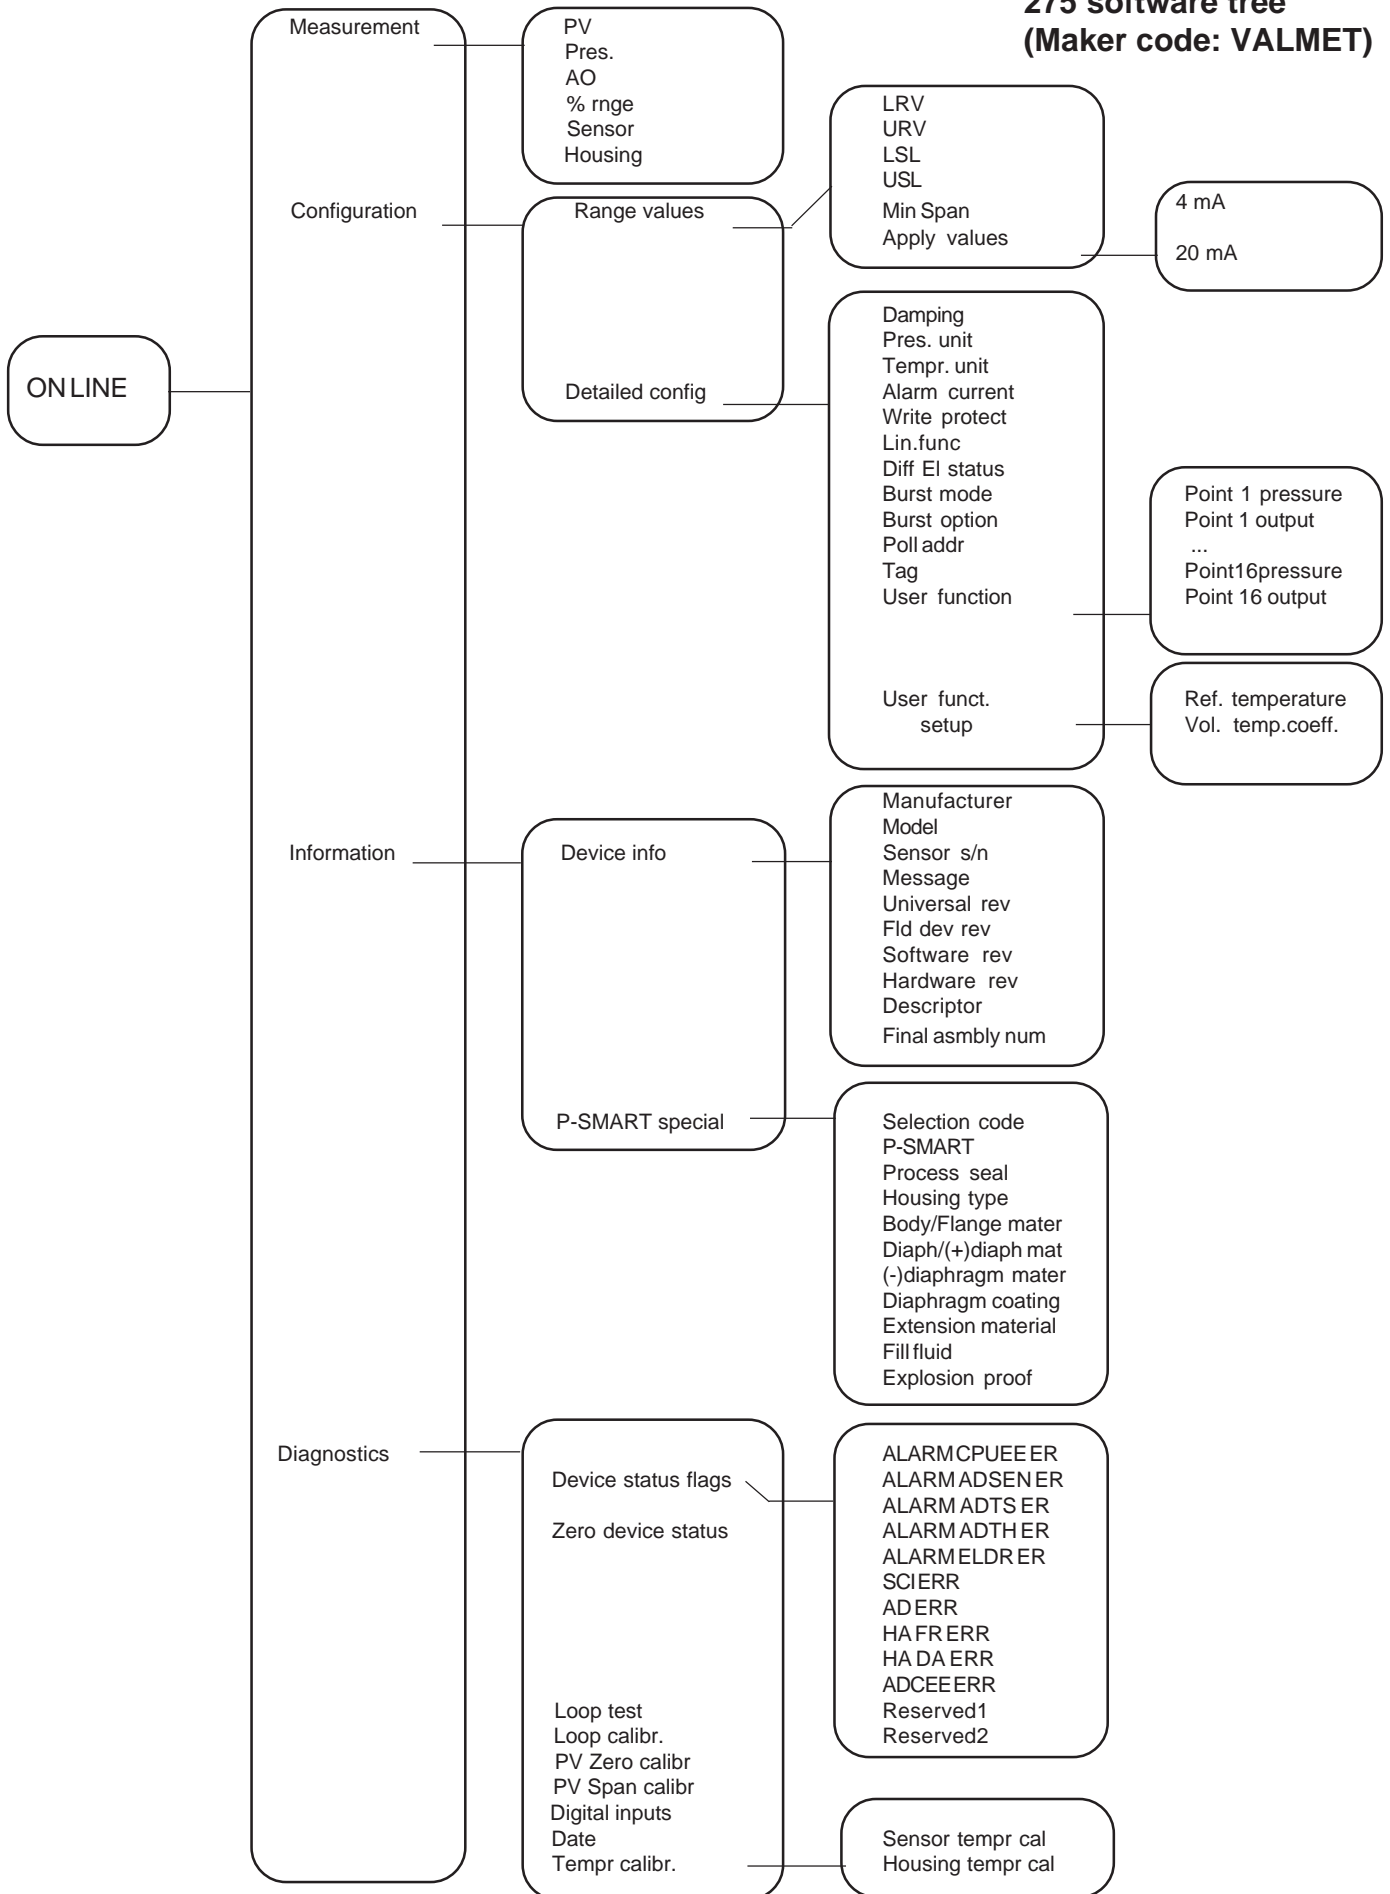 275 software tree
(Maker code: VALMET)
ONLINE
Measurement
PV
Pres.
AO
% rnge
Sensor
Housing
Configuration
Range values
LRV
URV
LSL
USL
Min Span
Apply values
4 mA
20 mA
Detailed config
Damping
Pres. unit
Tempr. unit
Alarm current
Write protect
Lin.func
Diff El status
Burst mode
Burst option
Poll addr
Tag
User function
Point 1 pressure
Point 1 output
...
Point16pressure
Point 16 output
User funct.
setup
Ref. temperature
Vol. temp.coeff.
Information
Device info
Manufacturer
Model
Sensor s/n
Message
Universal rev
Fld dev rev
Software rev
Hardware rev
Descriptor
Final asmbly num
P-SMART special
Selection code
P-SMART
Process seal
Housing type
Body/Flange mater
Diaph/(+)diaph mat
(-)diaphragm mater
Diaphragm coating
Extension material
Fill fluid
Explosion proof
Diagnostics
Device status flags
Zero device status
ALARM CPUEE ER
ALARM ADSEN ER
ALARM ADTS ER
ALARM ADTH ER
ALARM ELDR ER
SCI ERR
AD ERR
HA FR ERR
HA DA ERR
ADCEE ERR
Reserved1
Reserved2
Loop test
Loop calibr.
PV Zero calibr
PV Span calibr
Digital inputs
Date
Tempr calibr.
Sensor tempr cal
Housing tempr cal